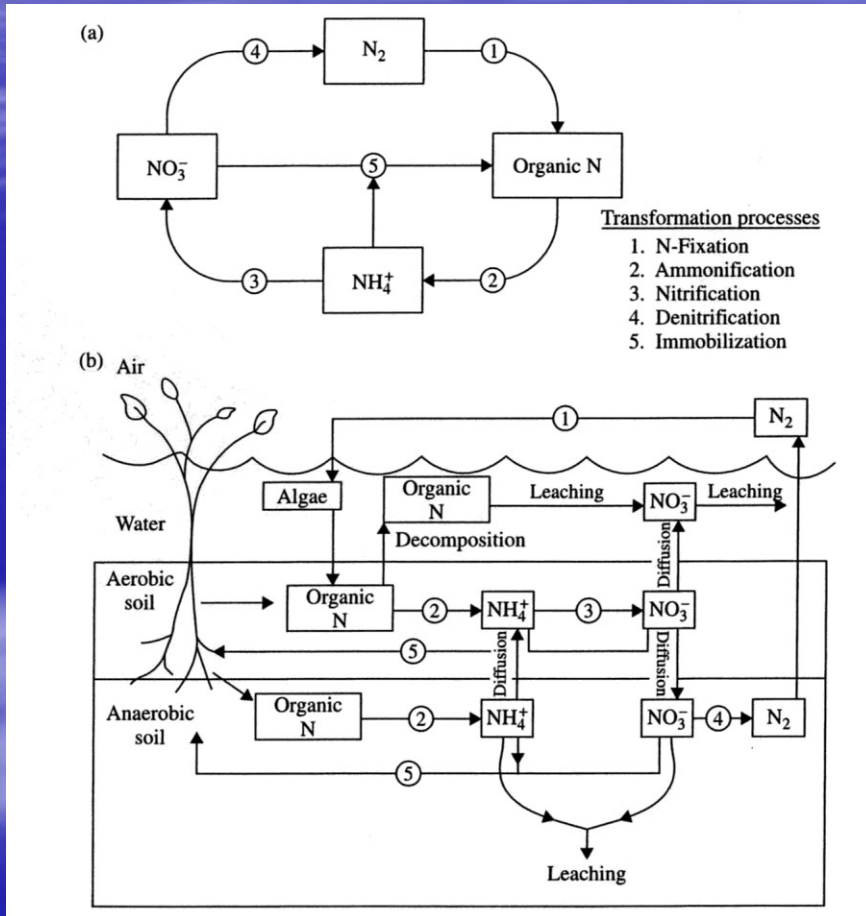 (a)
④
N₂
①
NO₃⁻
⑤
Organic N
③
NH₄⁺
②
Transformation processes
1. N-Fixation
2. Ammonification
3. Nitrification
4. Denitrification
5. Immobilization
(b)
Air
①
N₂
Water
Algae
Organic
N
Leaching
NO₃⁻
Leaching
Decomposition
Diffusion
Aerobic
soil
Organic
N
②
NH₄⁺
③
NO₃⁻
⑤
Diffusion
Diffusion
Anaerobic
soil
Organic
N
②
NH₄⁺
NO₃⁻
④
N₂
⑤
Leaching